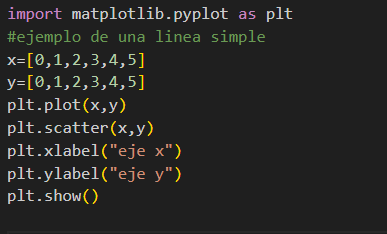 import matplotlib.pyplot as plt
#ejemplo de una linea simple
x=[0,1,2,3,4,5]
y=[0,1,2,3,4,5]
plt.plot(x,y)
plt.scatter(x,y)
plt.xlabel("eje x")
plt.ylabel("eje y")
plt.show()